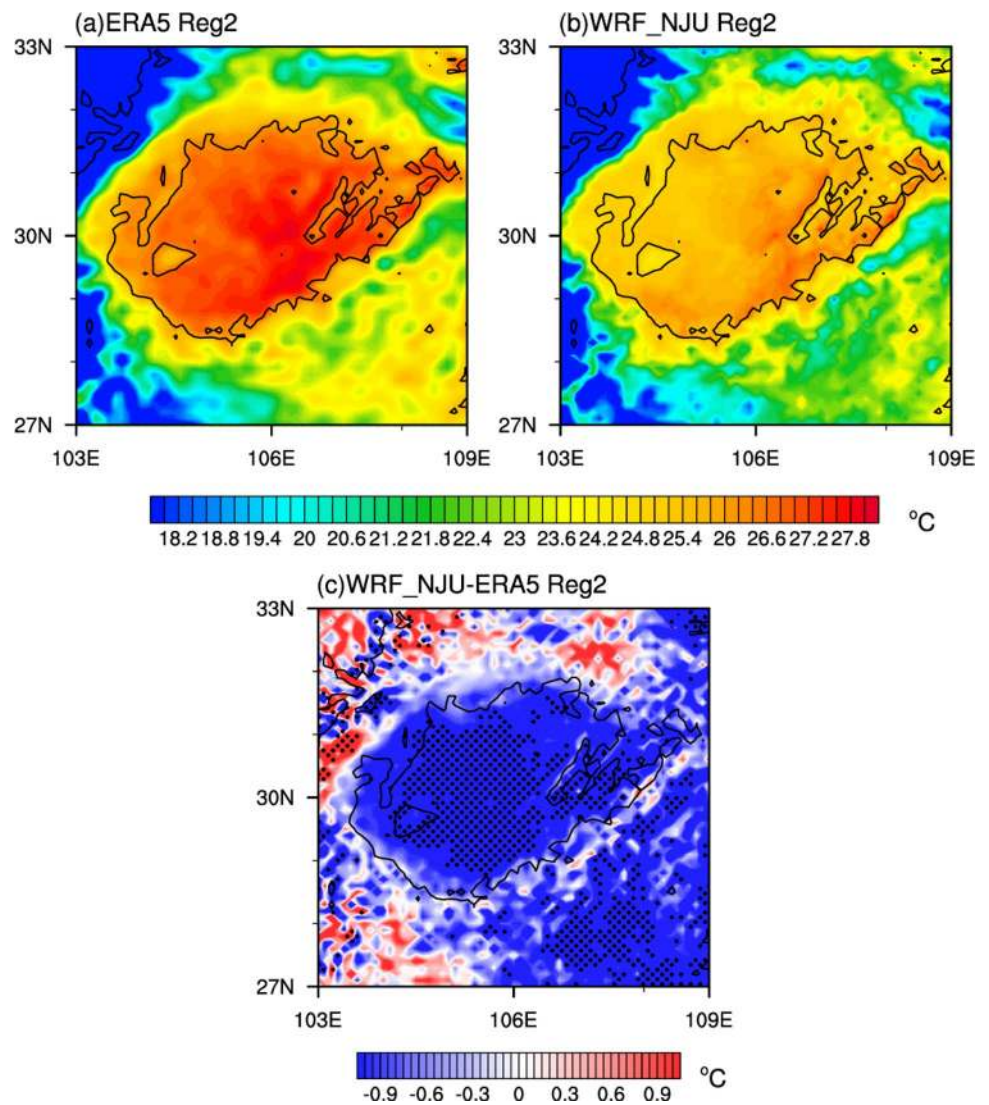 (a)ERA5 Reg2
(b)WRF_NJU Reg2
33N
30N
27N
103E 106E 109E
33N
30N
27N
103E 106E 109E
18.2 18.8 19.4 20 20.6 21.2 21.8 22.4 23 23.6 24.2 24.8 25.4 26 26.6 27.2 27.8
oC
(c)WRF_NJU-ERA5 Reg2
33N
30N
27N
103E 106E 109E
-0.9 -0.6 -0.3 0 0.3 0.6 0.9
oC